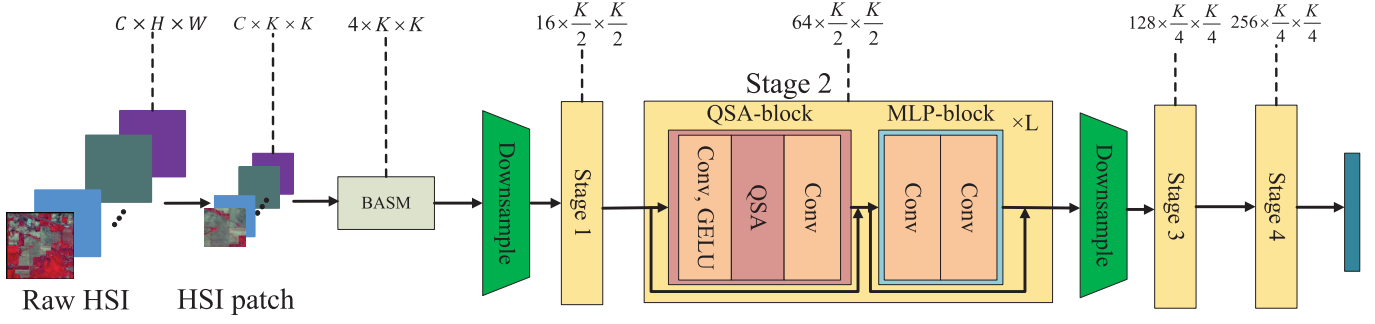 C × H × W
C × K × K
4 × K × K
16 × K/2 × K/2
64 × K/2 × K/2
128 × K/4 × K/4
256 × K/4 × K/4
Stage 2
QSA-block
MLP-block
×L
BASM
Downsample
Stage 1
Conv, GELU
QSA
Conv
Conv
Conv
Downsample
Stage 3
Stage 4
Raw HSI
HSI patch